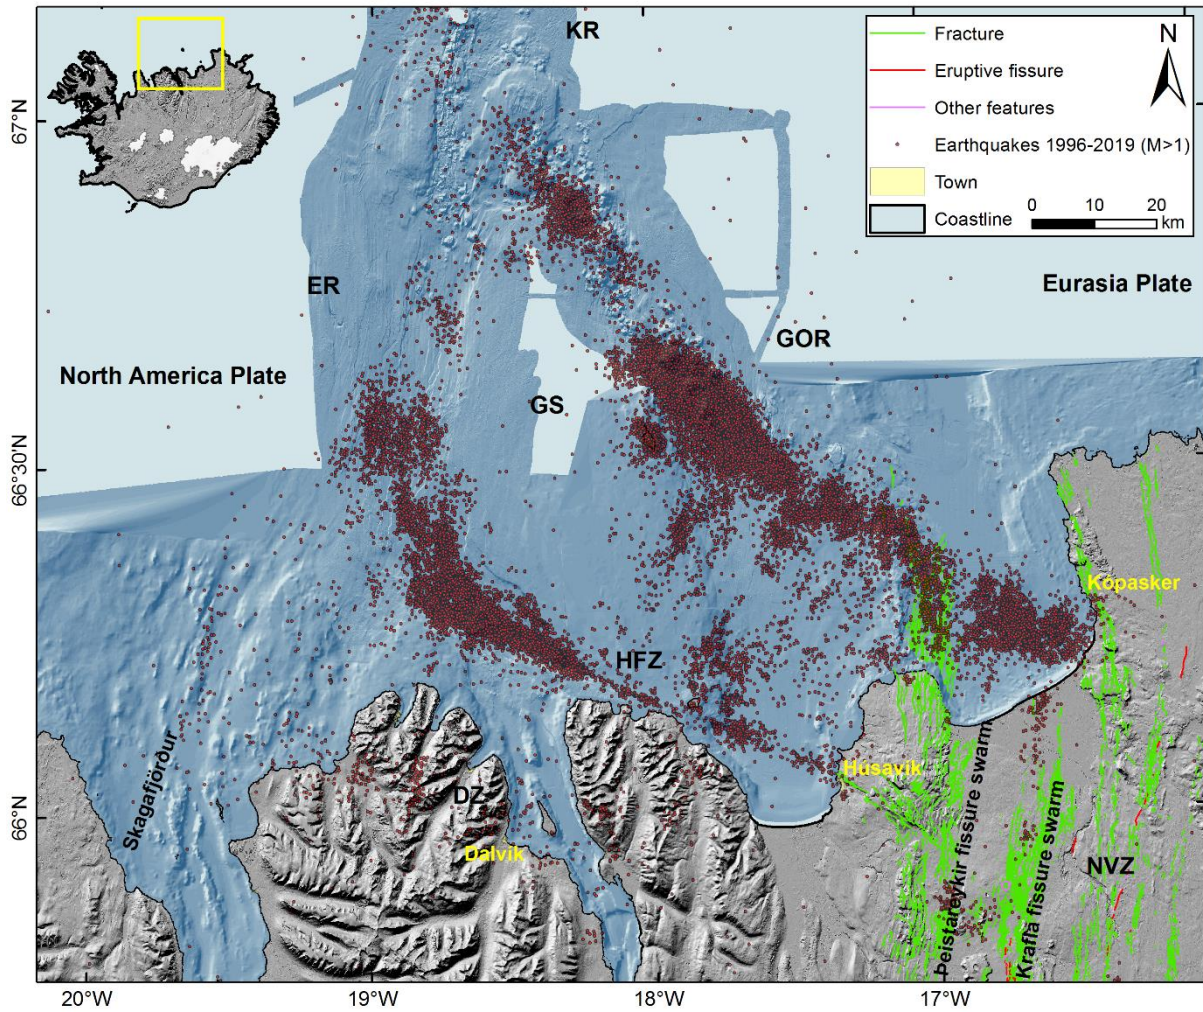 KR
Fracture
Eruptive fissure
Other features
Earthquakes 1996-2019 (M>1)
Town
Coastline
0 10 20
km
N
67°N
ER
Eurasia Plate
GOR
North America Plate
GS
66°30'N
Kópasker
HFZ
Skagafjörður
Húsavík
DZ
66°N
Dalvík
Þeistareykir fissure swarm
Krafla fissure swarm
NVZ
20°W
19°W
18°W
17°W